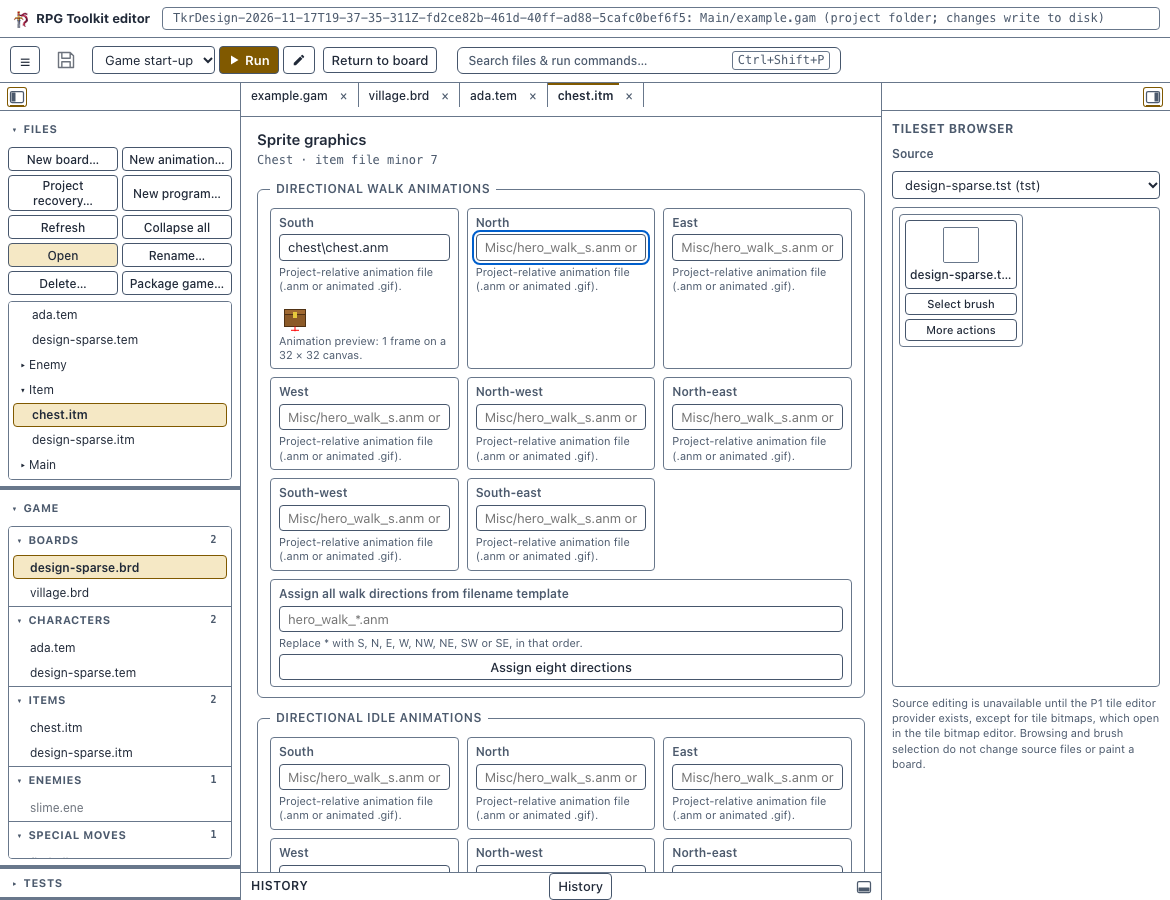 RPG Toolkit editor
TkrDesign-2026-11-17T19-37-35-311Z-fd2ce82b-461d-40ff-ad88-5cafc0bef6f5: Main/example.gam (project folder; changes write to disk)
Game start-up
Run
Return to board
Search files & run commands...
Ctrl+Shift+P
FILES
New board...
New animation...
Project recovery...
New program...
Refresh
Collapse all
Open
Rename...
Delete...
Package game...
ada.tem
design-sparse.tem
Enemy
Item
chest.itm
design-sparse.itm
Main
GAME
BOARDS 2
design-sparse.brd
village.brd
CHARACTERS 2
ada.tem
design-sparse.tem
ITEMS 2
chest.itm
design-sparse.itm
ENEMIES 1
slime.ene
SPECIAL MOVES 1
TESTS
example.gam ×
village.brd ×
ada.tem ×
chest.itm ×
Sprite graphics
Chest · item file minor 7
DIRECTIONAL WALK ANIMATIONS
South
chest\chest.anm
Project-relative animation file
(.anm or animated .gif).
Animation preview: 1 frame on a
32 × 32 canvas.
North
Misc/hero_walk_s.anm or
Project-relative animation file
(.anm or animated .gif).
East
Misc/hero_walk_s.anm or
Project-relative animation file
(.anm or animated .gif).
West
Misc/hero_walk_s.anm or
Project-relative animation file
(.anm or animated .gif).
North-west
Misc/hero_walk_s.anm or
Project-relative animation file
(.anm or animated .gif).
North-east
Misc/hero_walk_s.anm or
Project-relative animation file
(.anm or animated .gif).
South-west
Misc/hero_walk_s.anm or
Project-relative animation file
(.anm or animated .gif).
South-east
Misc/hero_walk_s.anm or
Project-relative animation file
(.anm or animated .gif).
Assign all walk directions from filename template
hero_walk_*.anm
Replace * with S, N, E, W, NW, NE, SW or SE, in that order.
Assign eight directions
DIRECTIONAL IDLE ANIMATIONS
South
Misc/hero_walk_s.anm or
Project-relative animation file
(.anm or animated .gif).
North
Misc/hero_walk_s.anm or
Project-relative animation file
(.anm or animated .gif).
East
Misc/hero_walk_s.anm or
Project-relative animation file
(.anm or animated .gif).
West
North-west
North-east
HISTORY
History
TILESET BROWSER
Source
design-sparse.tst (tst)
design-sparse.t...
Select brush
More actions
Source editing is unavailable until the P1 tile editor
provider exists, except for tile bitmaps, which open
in the tile bitmap editor. Browsing and brush
selection do not change source files or paint a
board.